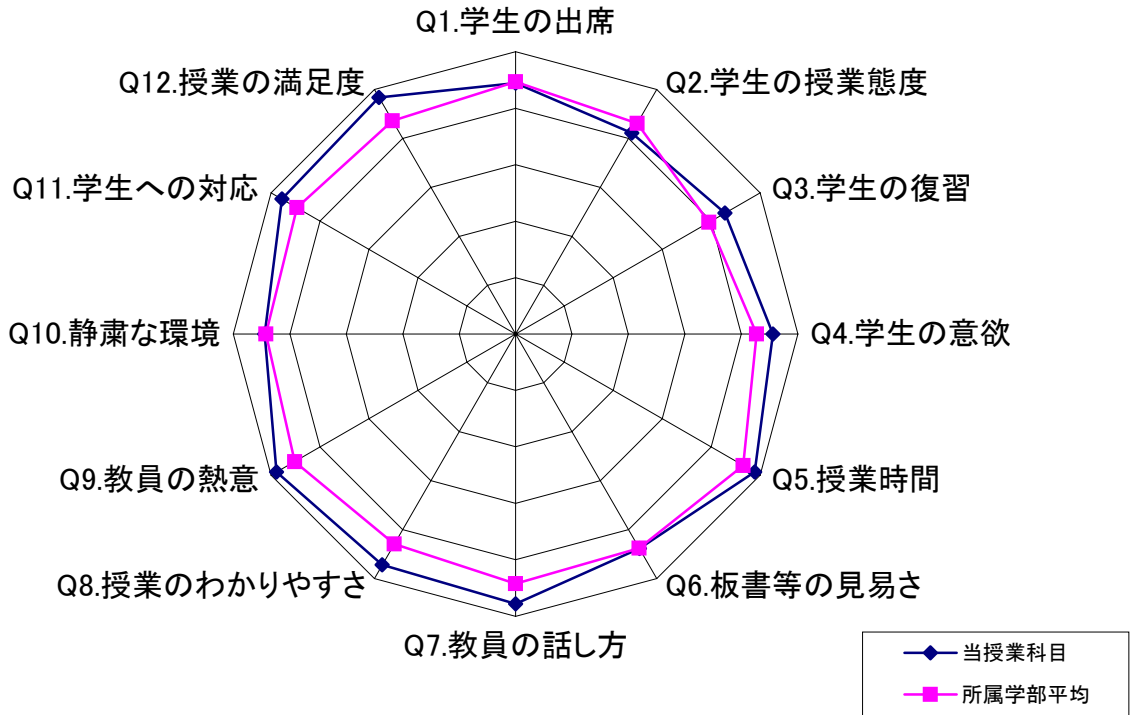 Q1.学生の出席
Q2.学生の授業態度
Q3.学生の復習
Q4.学生の意欲
Q5.授業時間
Q6.板書等の見易さ
Q7.教員の話し方
Q8.授業のわかりやすさ
Q9.教員の熱意
Q10.静粛な環境
Q11.学生への対応
Q12.授業の満足度
当授業科目
所属学部平均